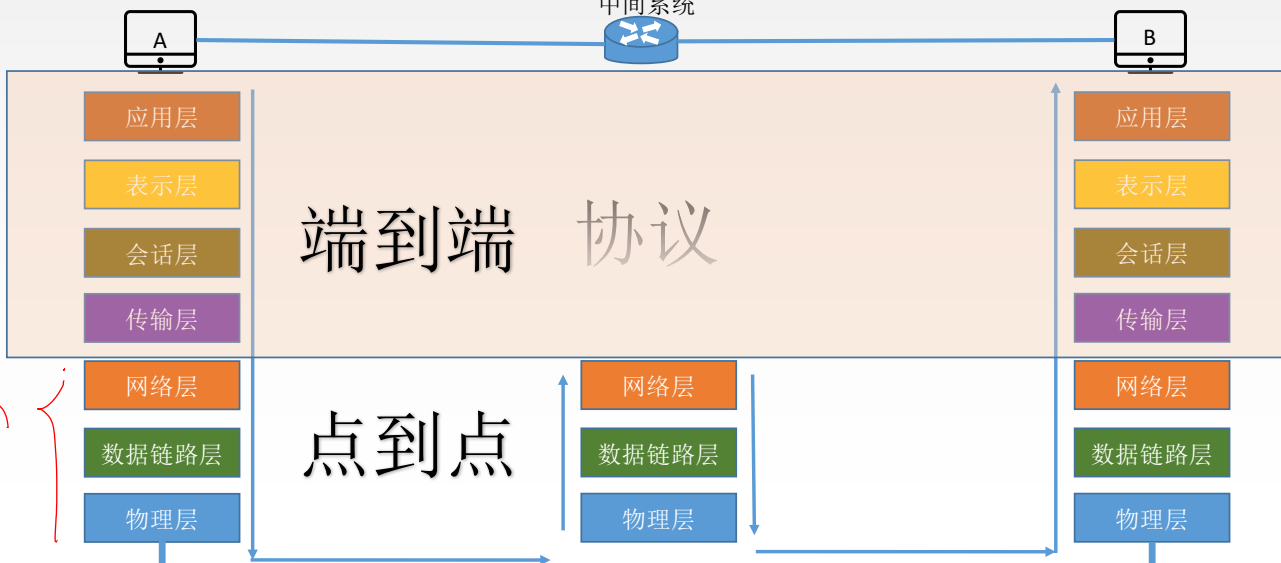 中间系统
A
B
应用层
应用层
表示层
表示层
端到端 协议
会话层
会话层
传输层
传输层
网络层
网络层
网络层
点到点
数据链路层
数据链路层
数据链路层
物理层
物理层
物理层